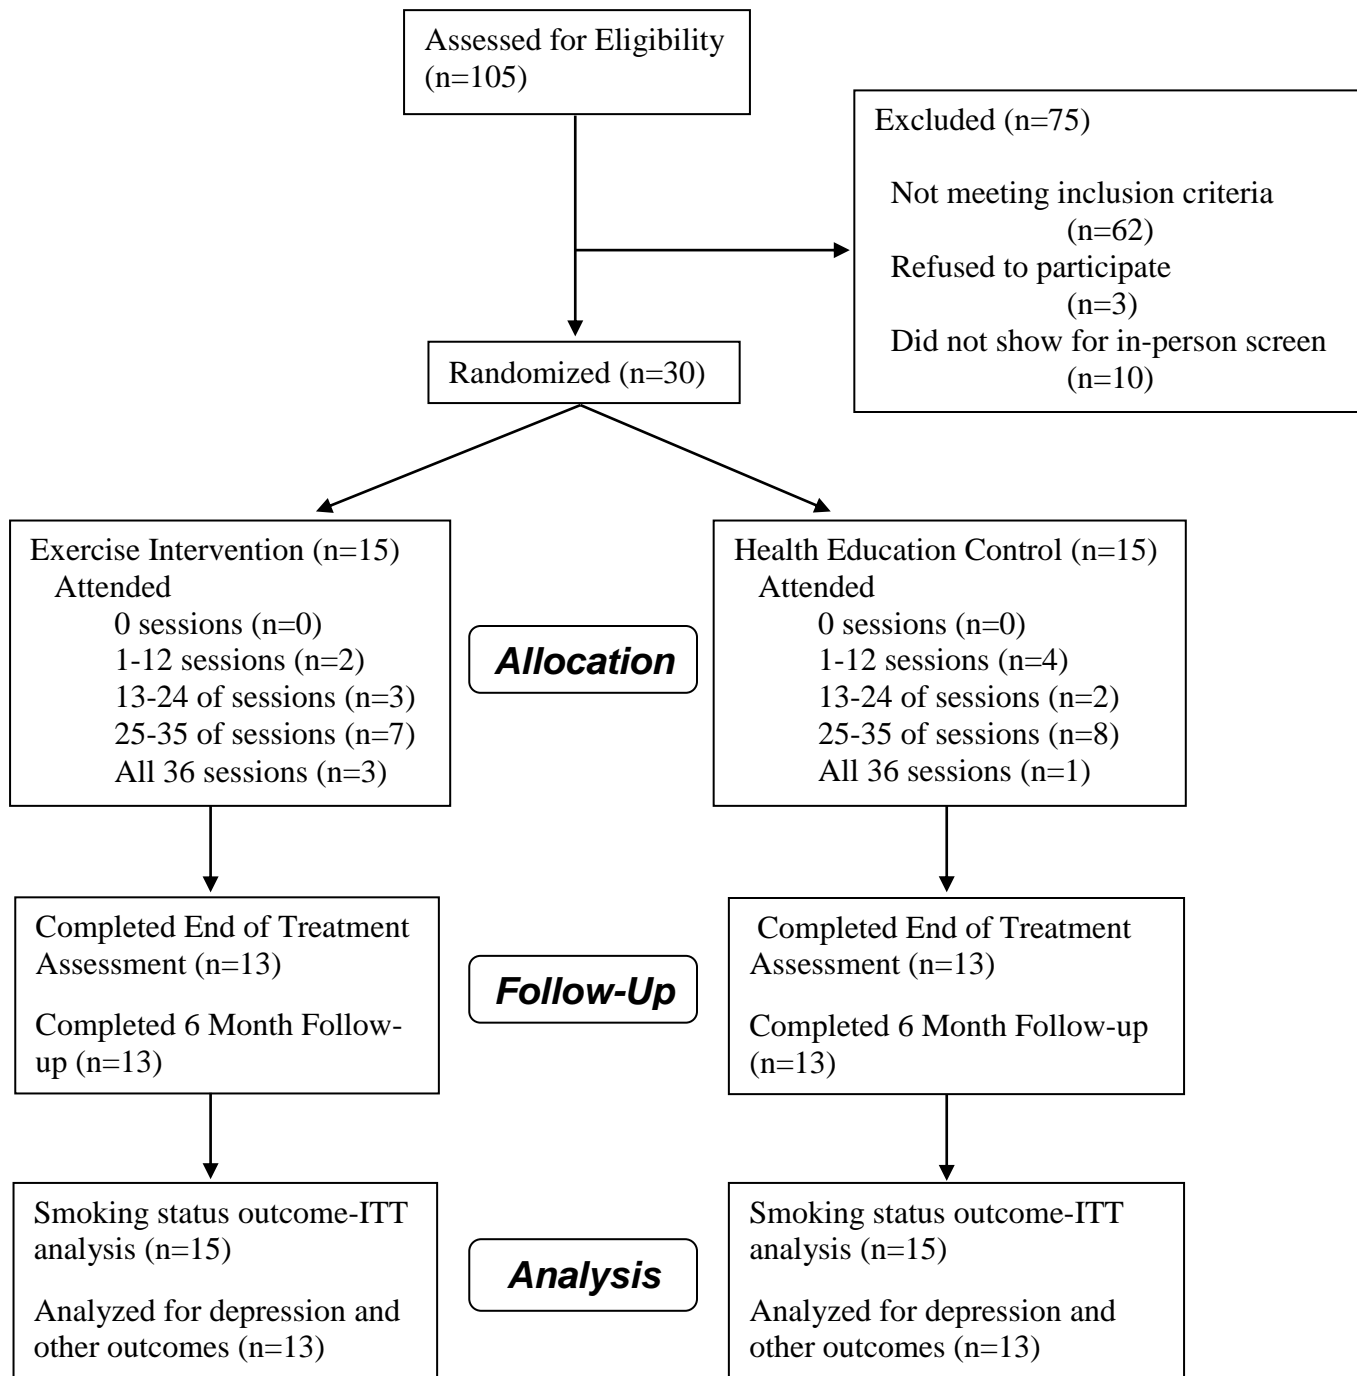 Assessed for Eligibility
(n=105)
Excluded (n=75)
Not meeting inclusion criteria
(n=62)
Refused to participate
(n=3)
Did not show for in-person screen
(n=10)
Randomized (n=30)
Exercise Intervention (n=15)
Attended
0 sessions (n=0)
1-12 sessions (n=2)
13-24 of sessions (n=3)
25-35 of sessions (n=7)
All 36 sessions (n=3)
Allocation
Health Education Control (n=15)
Attended
0 sessions (n=0)
1-12 sessions (n=4)
13-24 of sessions (n=2)
25-35 of sessions (n=8)
All 36 sessions (n=1)
Completed End of Treatment
Assessment (n=13)
Completed 6 Month Follow-
up (n=13)
Follow-Up
Completed End of Treatment
Assessment (n=13)
Completed 6 Month Follow-up
(n=13)
Smoking status outcome-ITT
analysis (n=15)
Analyzed for depression and
other outcomes (n=13)
Analysis
Smoking status outcome-ITT
analysis (n=15)
Analyzed for depression and
other outcomes (n=13)